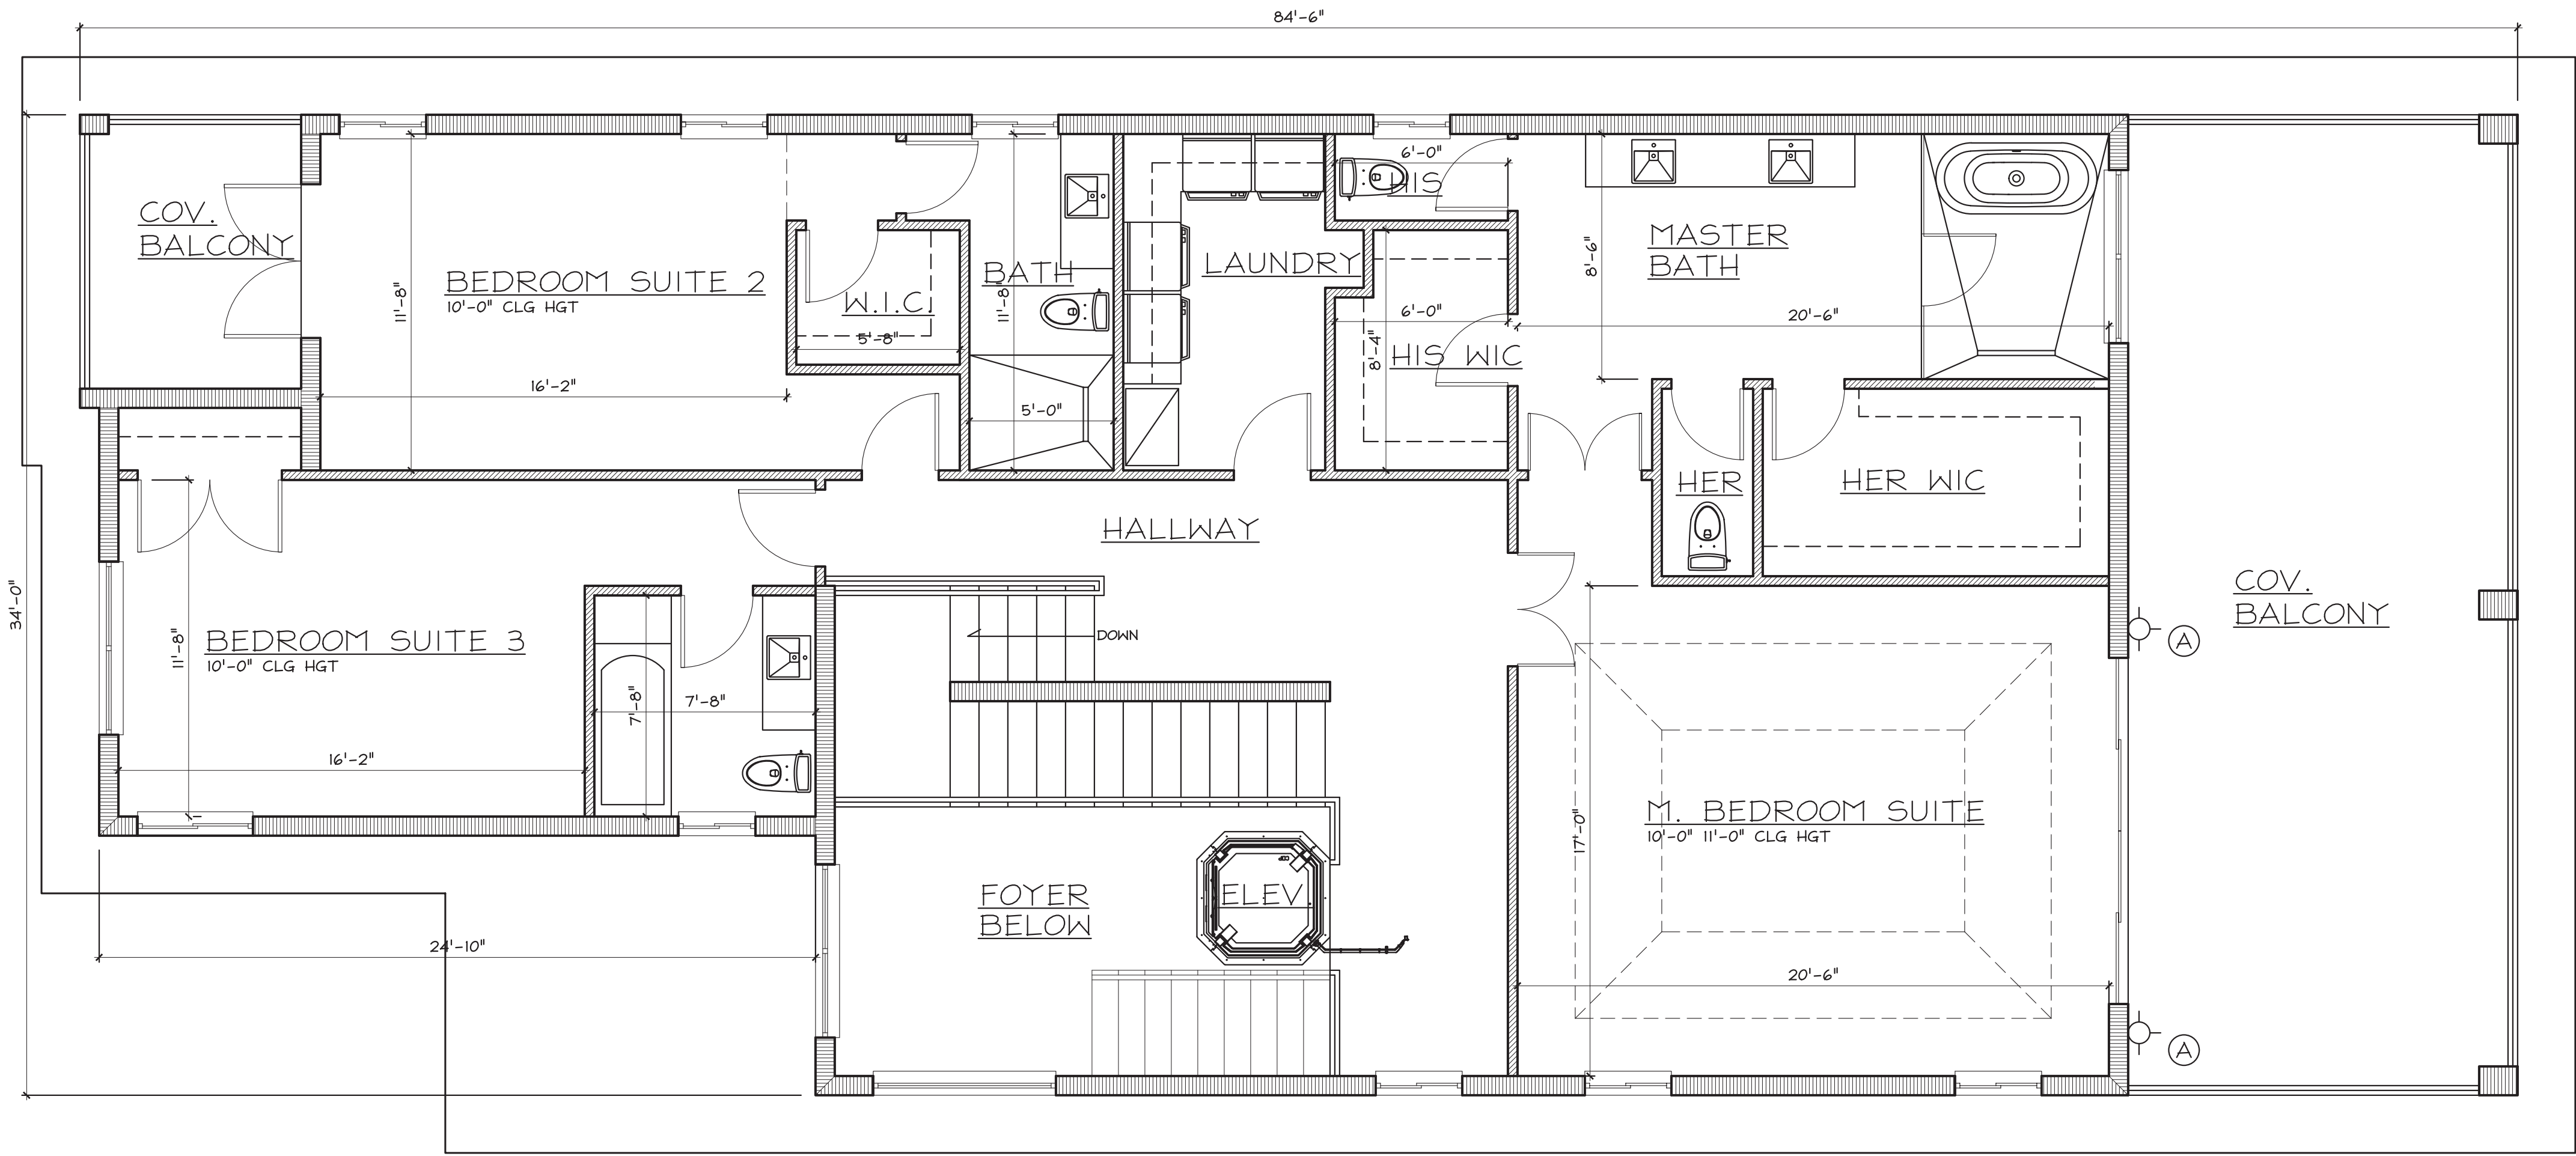 84'-6"
COV.
BALCONY
11'-8"
BEDROOM SUITE 2
10'-0" CLG HGT
16'-2"
W.I.C.
5'-8"
BATH
11'-8"
5'-0"
LAUNDRY
6'-0"
HIS
6'-0"
8'-4"
HIS WIC
8'-6"
MASTER
BATH
20'-6"
HER
HER WIC
HALLWAY
DOWN
34'-0"
11'-8"
BEDROOM SUITE 3
10'-0" CLG HGT
16'-2"
7'-8"
7'-8"
24'-10"
FOYER
BELOW
ELEV.
17'-0"
M. BEDROOM SUITE
10'-0" 11'-0" CLG HGT
20'-6"
COV.
BALCONY
A
A